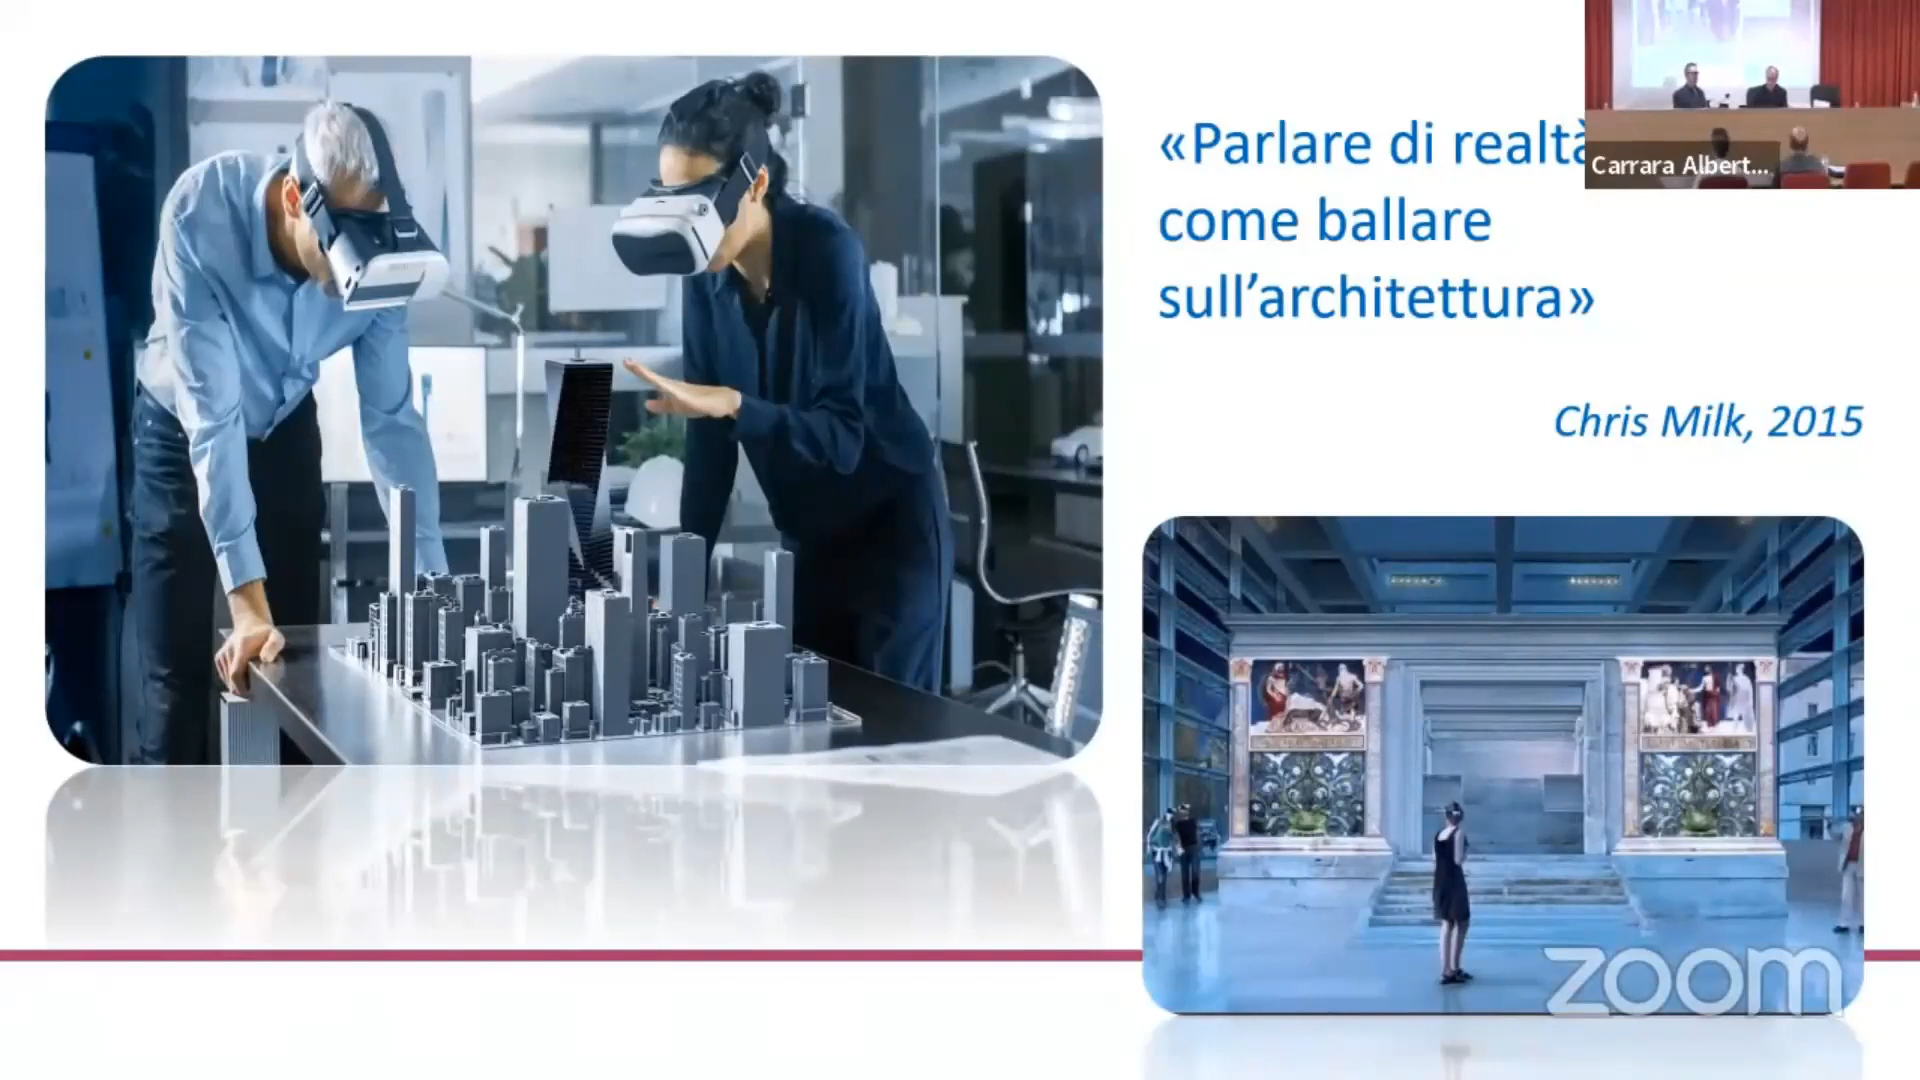 «Parlare di realtà
come ballare
sull’architettura»
Carrara Albert...
Chris Milk, 2015
zoom